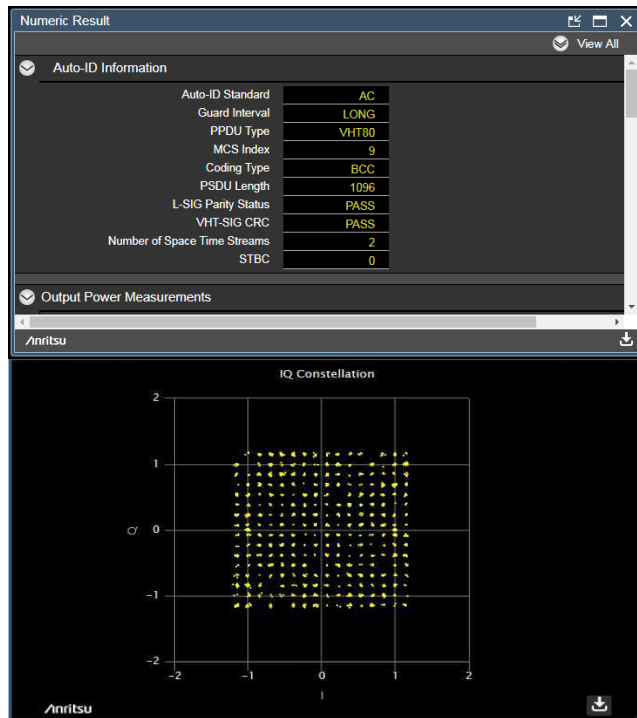 Numeric Result
View All
Auto-ID Information
Auto-ID Standard AC
Guard Interval LONG
PPDU Type VHT80
MCS Index 9
Coding Type BCC
PSDU Length 1096
L-SIG Parity Status PASS
VHT-SIG CRC PASS
Number of Space Time Streams 2
STBC 0
Output Power Measurements
Anritsu
IQ Constellation
2
1
Q
0
-1
-2
-2 -1 0 1 2
I
Anritsu